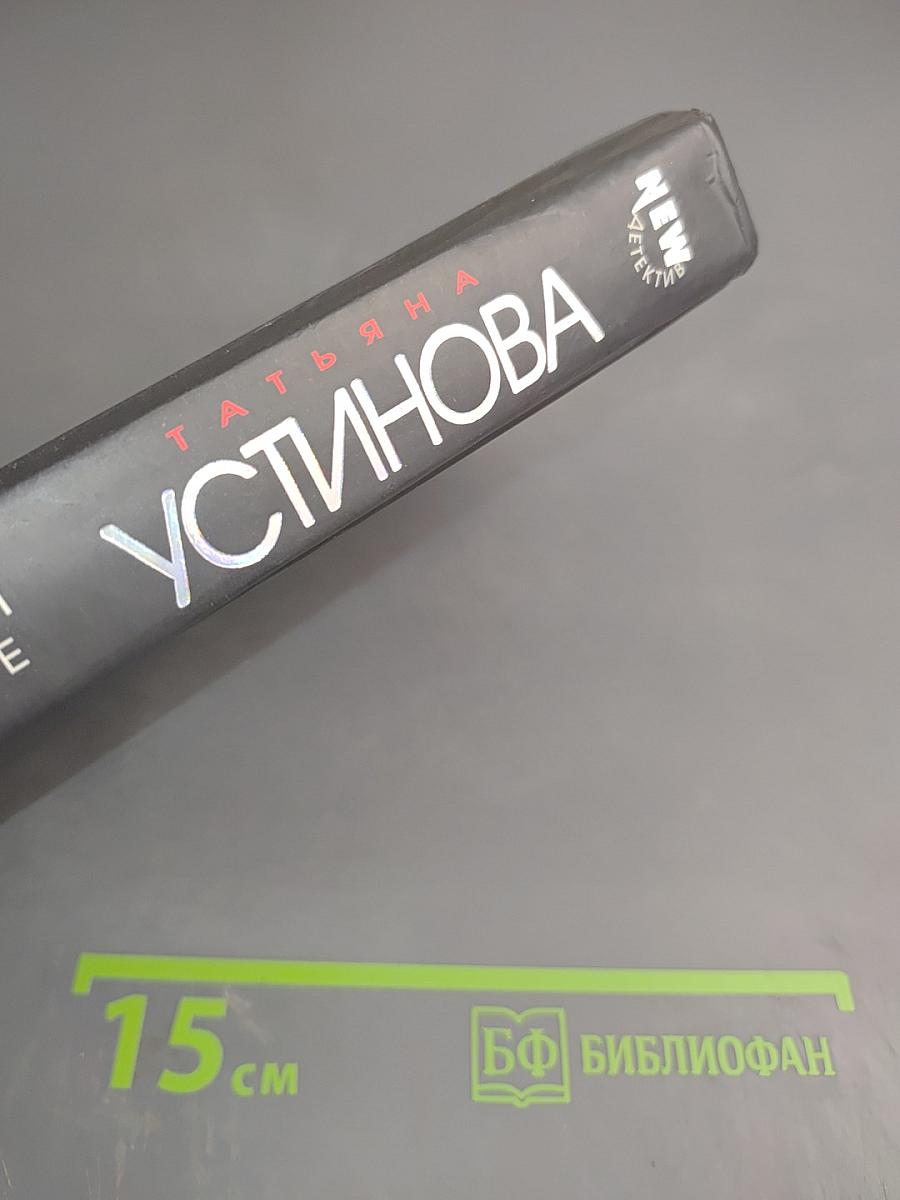 NEW
ДЕТЕКТИВ
ТАТЬЯНА
УСТИНОВА
Е
15 см
БФ БИБЛИОФАН